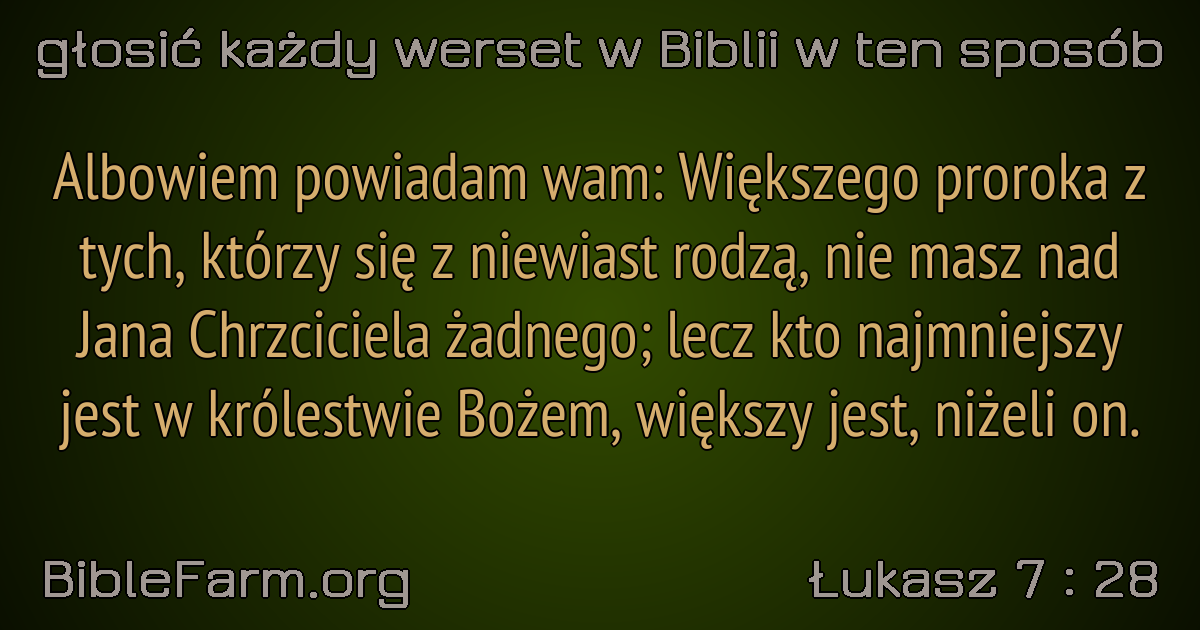 głosić każdy werset w Biblii w ten sposób
Albowiem powiadam wam: Większego proroka z
tych, którzy się z niewiast rodzą, nie masz nad
Jana Chrzciciela żadnego; lecz kto najmniejszy
jest w królestwie Bożem, większy jest, niżeli on.
BibleFarm.org
Łukasz 7 : 28